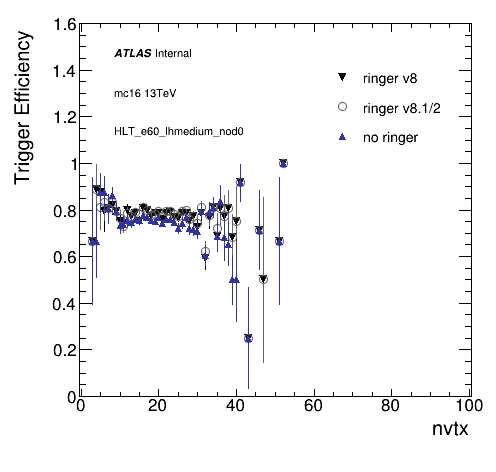 Trigger Efficiency
1.6
1.4
1.2
1
0.8
0.6
0.4
0.2
0
ATLAS Internal
mc16 13TeV
HLT_e60_lhmedium_nod0
ringer v8
ringer v8.1/2
no ringer
0 20 40 60 80 100
nvtx